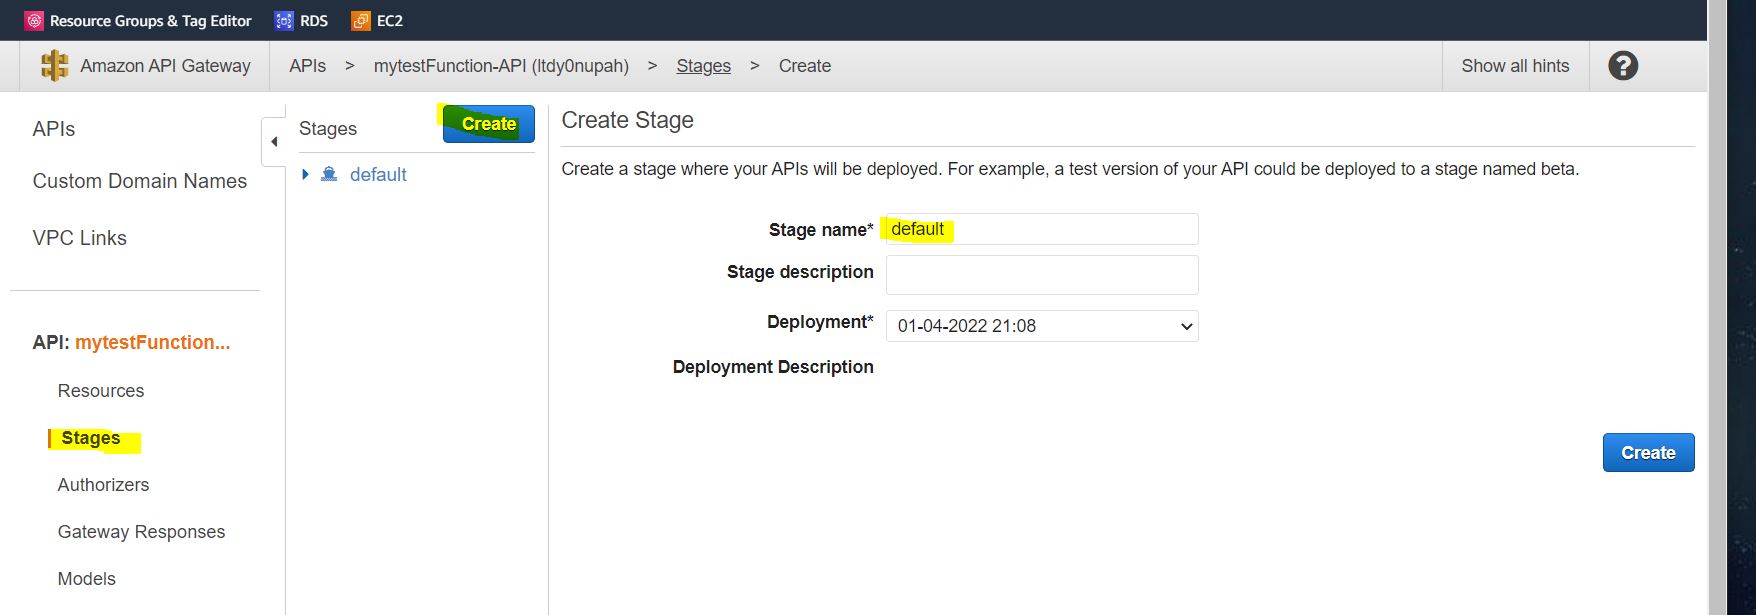 Resource Groups & Tag Editor RDS EC2
Amazon API Gateway APIs > mytestFunction-API (ltdy0nupah) > Stages > Create Show all hints ?
APIs
Custom Domain Names
VPC Links
API: mytestFunction...
Resources
Stages
Authorizers
Gateway Responses
Models
Stages Create
default
Create Stage
Create a stage where your APIs will be deployed. For example, a test version of your API could be deployed to a stage named beta.
Stage name* default
Stage description
Deployment* 01-04-2022 21:08
Deployment Description
Create